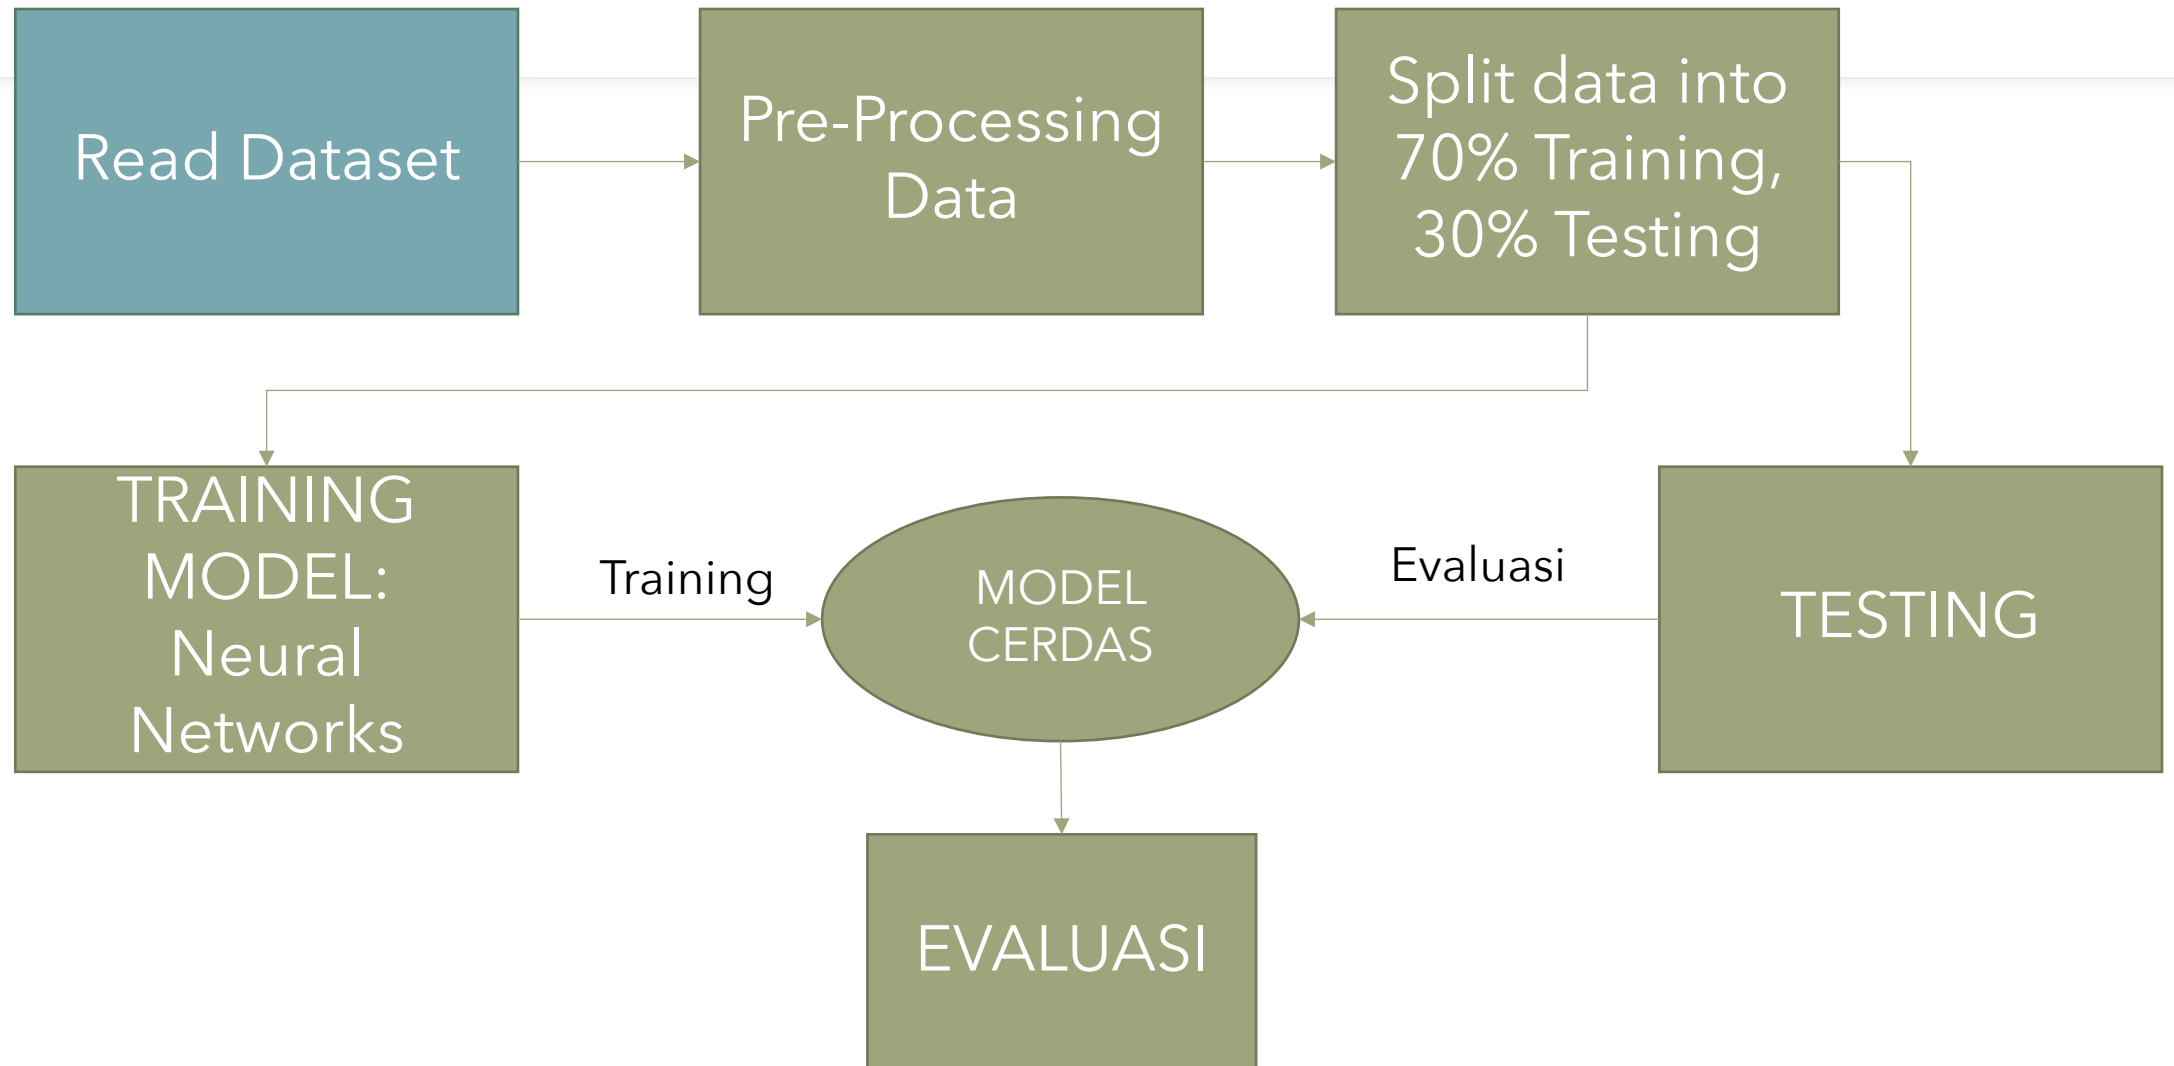 Read Dataset
Pre-Processing
Data
Split data into
70% Training,
30% Testing
TRAINING
MODEL:
Neural
Networks
Training
MODEL
CERDAS
Evaluasi
TESTING
EVALUASI